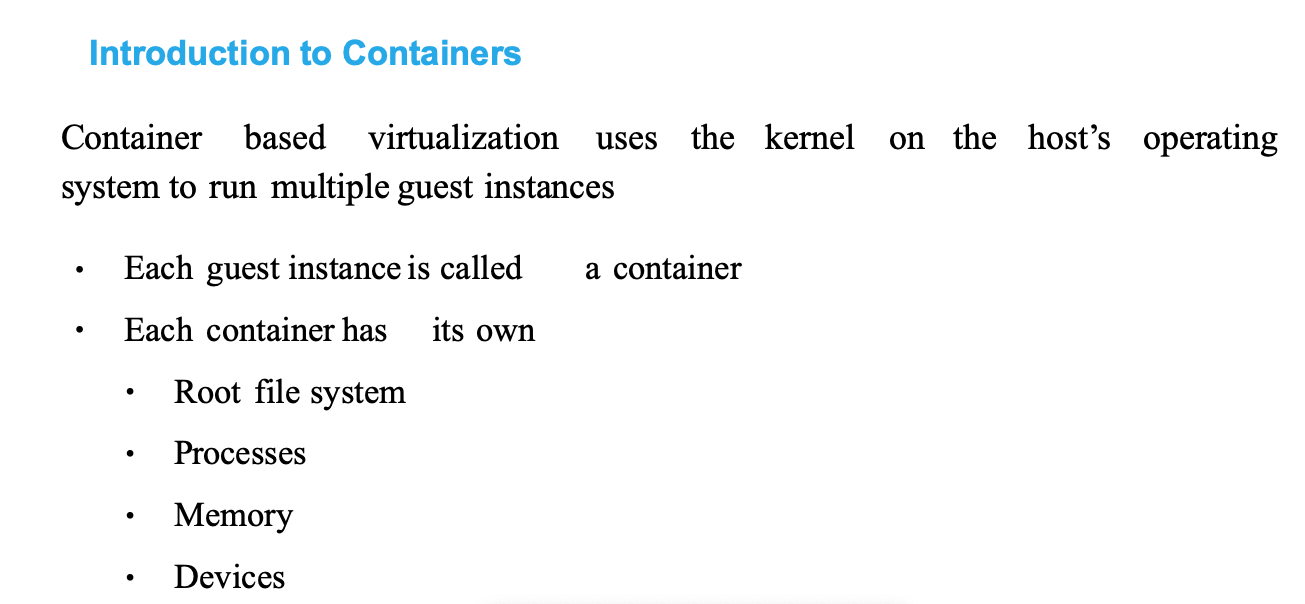 Introduction to Containers
Container based virtualization uses the kernel on the host’s operating
system to run multiple guest instances
• Each guest instance is called a container
• Each container has its own
• Root file system
• Processes
• Memory
• Devices